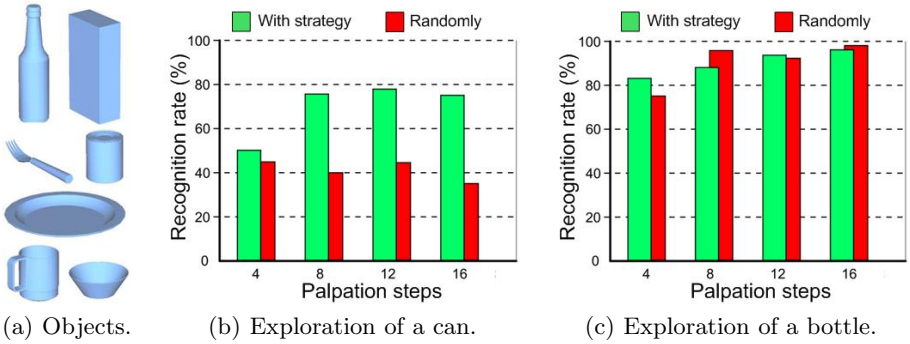 With strategy Randomly
Recognition rate (%)
100
80
60
40
20
0
4 8 12 16
Palpation steps
With strategy Randomly
Recognition rate (%)
100
80
60
40
20
0
4 8 12 16
Palpation steps
(a) Objects. (b) Exploration of a can. (c) Exploration of a bottle.